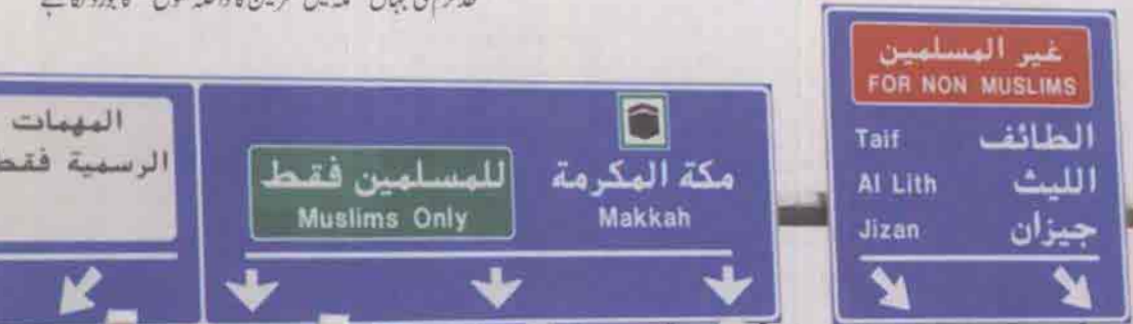 المهمات
الرسمية فقط
للمسلمين فقط
Muslims Only
مكة المكرمة
Makkah
غير المسلمين
FOR NON MUSLIMS
Taif الطائف
Al Lith الليث
Jizan جيزان